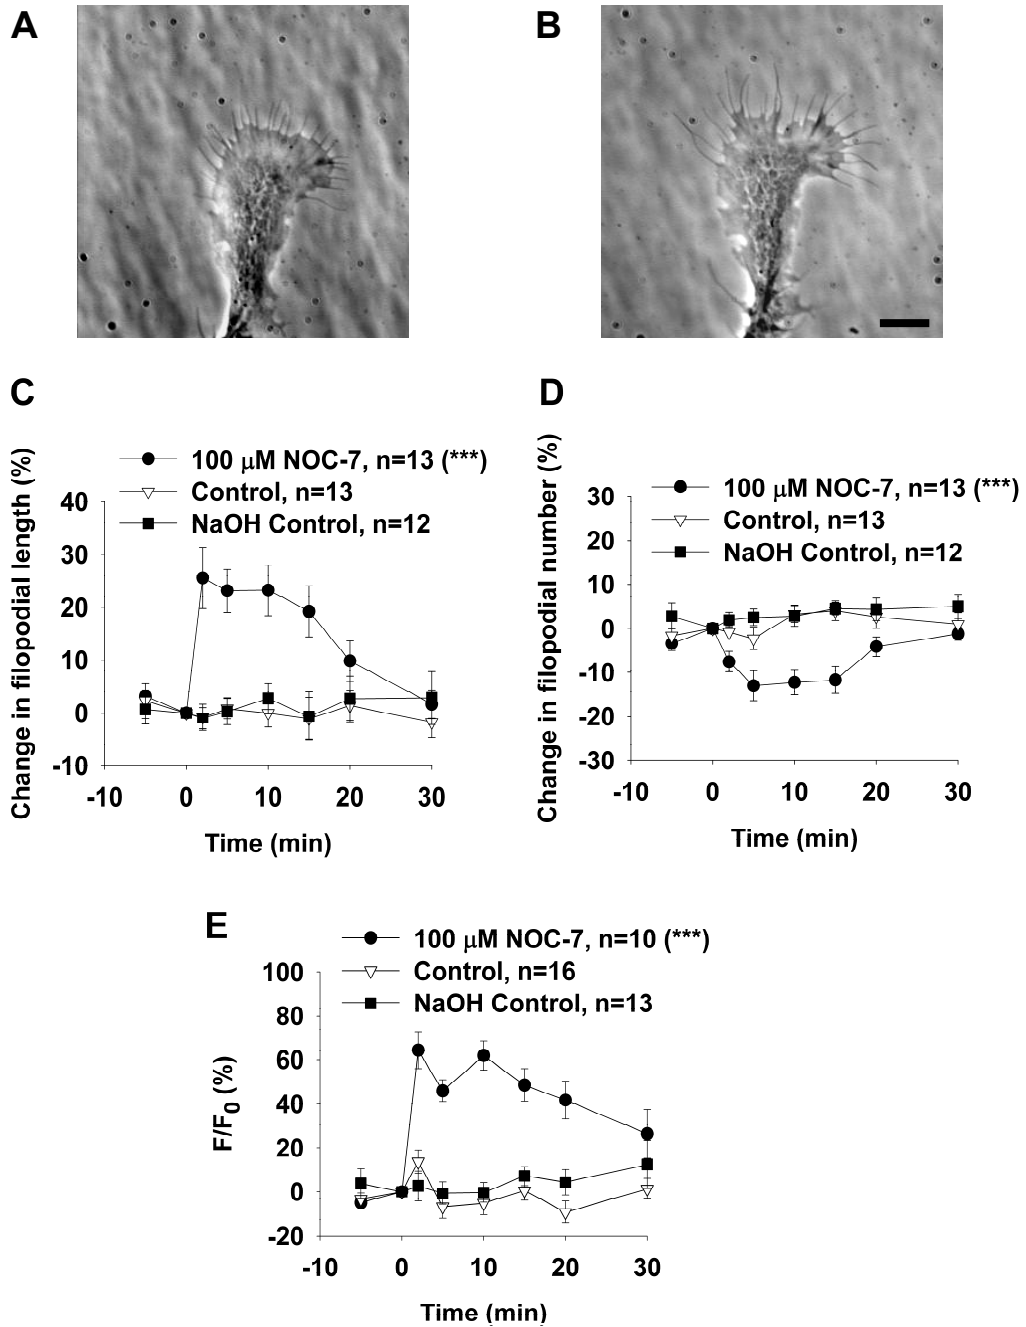 A
B
C
D
100 μM NOC-7, n=13 (***)
Control, n=13
NaOH Control, n=12
Change in filopodial length (%)
40
30
20
10
0
-10
-10 0 10 20 30
Time (min)
100 μM NOC-7, n=13 (***)
Control, n=13
NaOH Control, n=12
Change in filopodial number (%)
30
20
10
0
-10
-20
-30
-10 0 10 20 30
Time (min)
E
100 μM NOC-7, n=10 (***)
Control, n=16
NaOH Control, n=13
F/F₀ (%)
100
80
60
40
20
0
-20
-10 0 10 20 30
Time (min)